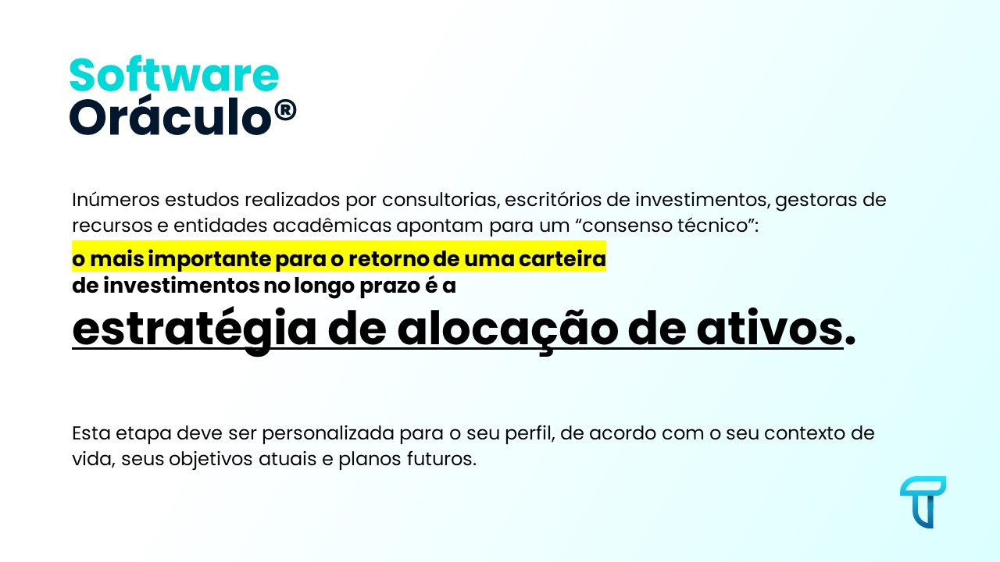 Software
Oráculo®
Inúmeros estudos realizados por consultorias, escritórios de investimentos, gestoras de
recursos e entidades acadêmicas apontam para um “consenso técnico”:
o mais importante para o retorno de uma carteira
de investimentos no longo prazo é a
estratégia de alocação de ativos.
Esta etapa deve ser personalizada para o seu perfil, de acordo com o seu contexto de
vida, seus objetivos atuais e planos futuros.